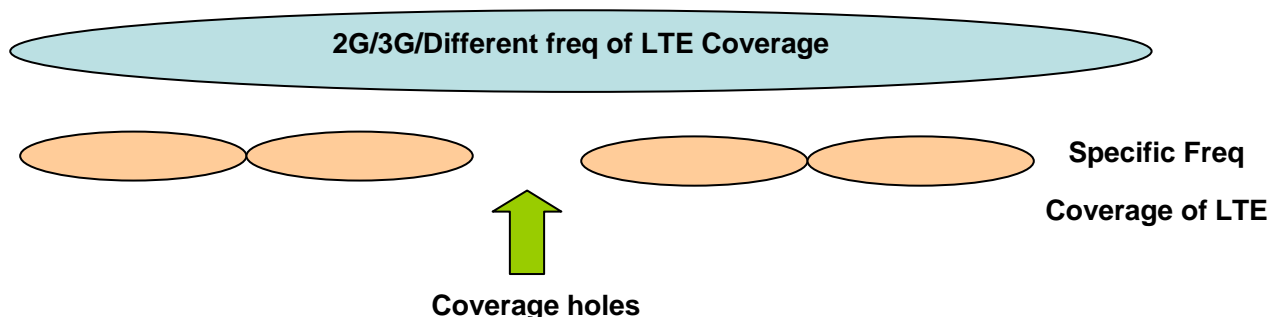 2G/3G/Different freq of LTE Coverage
Specific Freq
Coverage of LTE
Coverage holes